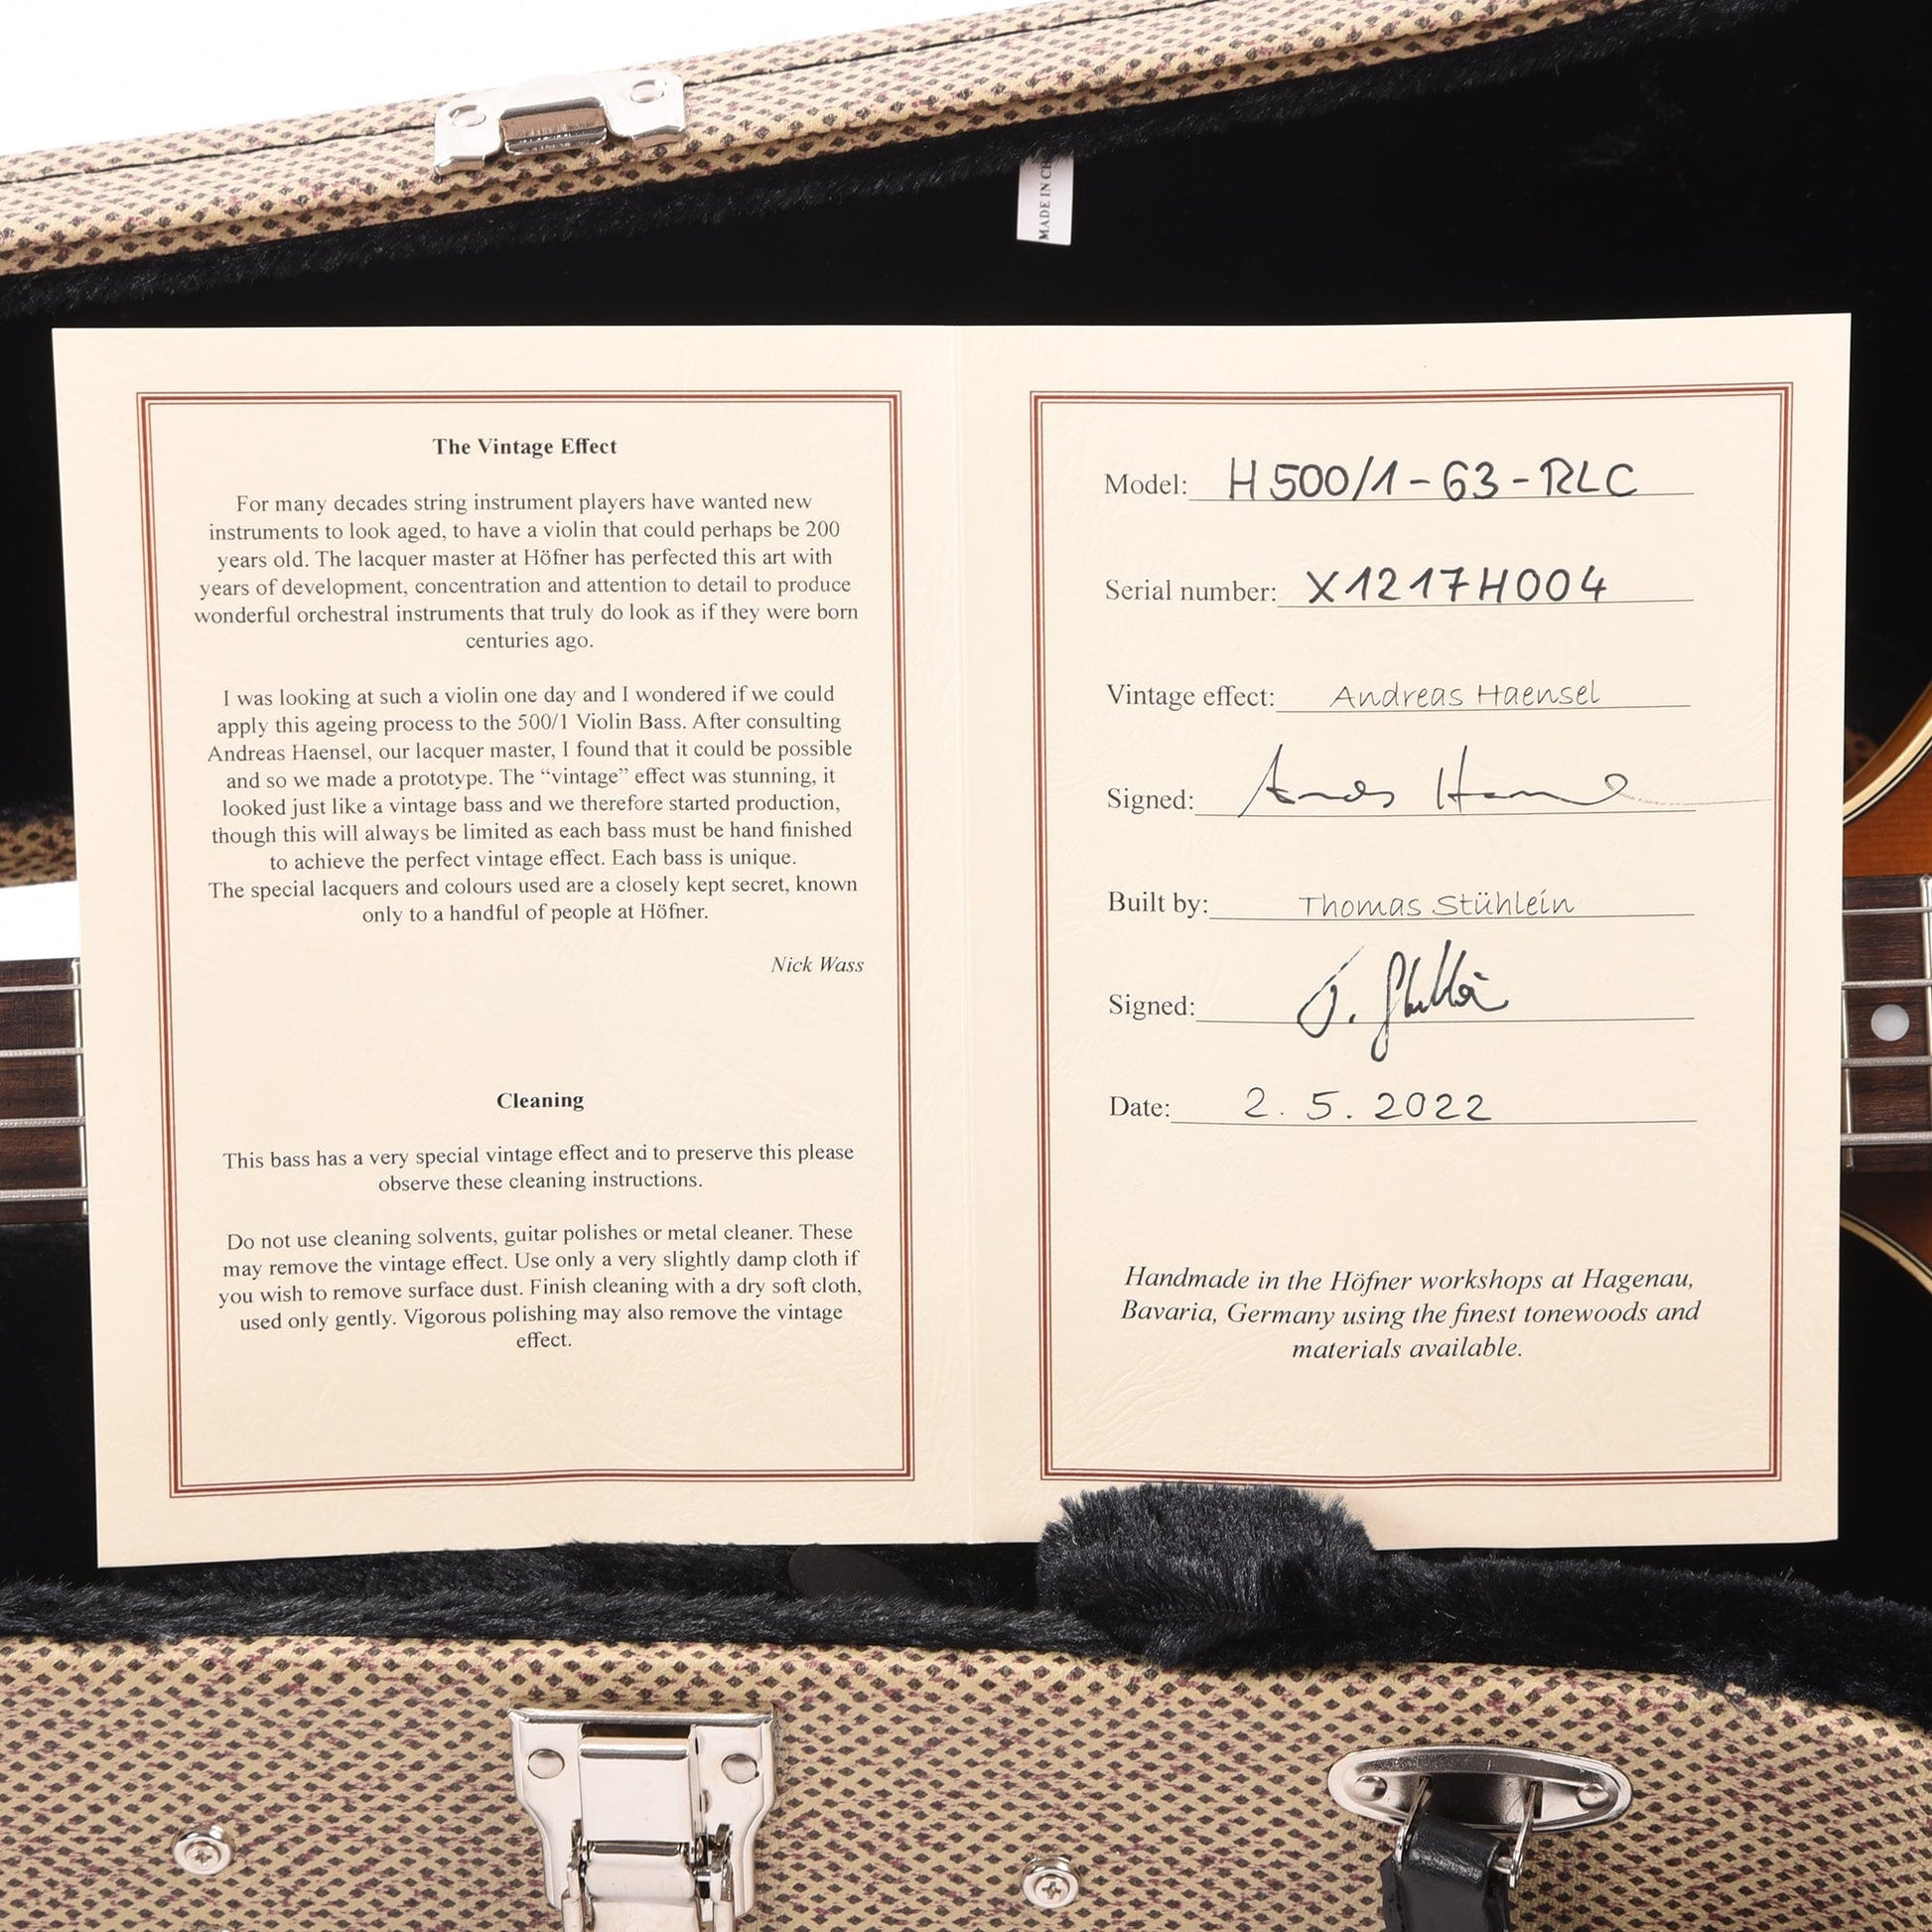 MADE IN
The Vintage Effect
For many decades string instrument players have wanted new
instruments to look aged, to have a violin that could perhaps be 200
years old. The lacquer master at Höfner has perfected this art with
years of development, concentration and attention to detail to produce
wonderful orchestral instruments that truly do look as if they were born
centuries ago.
I was looking at such a violin one day and I wondered if we could
apply this ageing process to the 500/1 Violin Bass. After consulting
Andreas Haensel, our lacquer master, I found that it could be possible
and so we made a prototype. The “vintage” effect was stunning, it
looked just like a vintage bass and we therefore started production,
though this will always be limited as each bass must be hand finished
to achieve the perfect vintage effect. Each bass is unique.
The special lacquers and colours used are a closely kept secret, known
only to a handful of people at Höfner.
Nick Wass
Cleaning
This bass has a very special vintage effect and to preserve this please
observe these cleaning instructions.
Do not use cleaning solvents, guitar polishes or metal cleaner. These
may remove the vintage effect. Use only a very slightly damp cloth if
you wish to remove surface dust. Finish cleaning with a dry soft cloth,
used only gently. Vigorous polishing may also remove the vintage
effect.
Model: H500/1-63-RLC
Serial number: X1217H004
Vintage effect: Andreas Haensel
Signed:
Built by: Thomas Stühlein
Signed:
Date: 2. 5. 2022
Handmade in the Höfner workshops at Hagenau,
Bavaria, Germany using the finest tonewoods and
materials available.